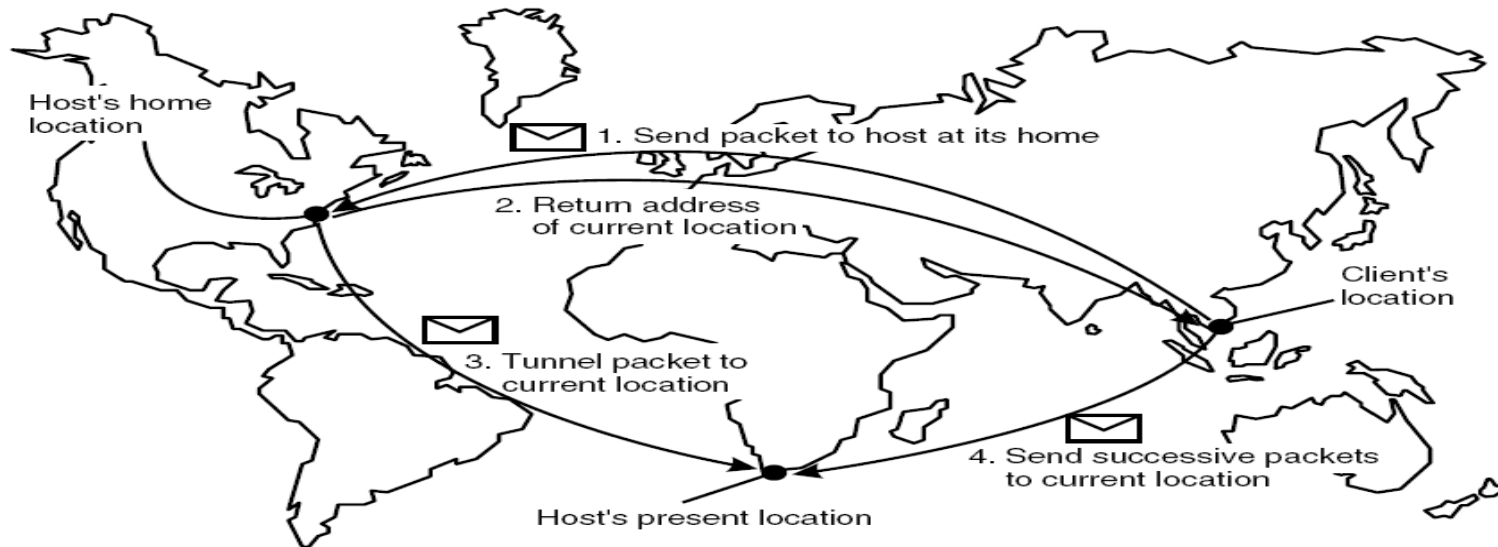 Host's home
location
1. Send packet to host at its home
2. Return address
of current location
Client's
location
3. Tunnel packet to
current location
4. Send successive packets
to current location
Host's present location